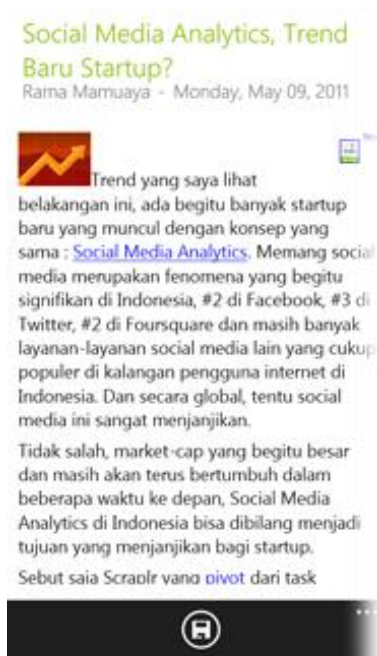 Social Media Analytics, Trend
Baru Startup?
Rama Mamuaya - Monday, May 09, 2011
Trend yang saya lihat
belakangan ini, ada begitu banyak startup
baru yang muncul dengan konsep yang
sama : Social Media Analytics. Memang social
media merupakan fenomena yang begitu
signifikan di Indonesia, #2 di Facebook, #3 di
Twitter, #2 di Foursquare dan masih banyak
layanan-layanan social media lain yang cukup
populer di kalangan pengguna internet di
Indonesia. Dan secara global, tentu social
media ini sangat menjanjikan.
Tidak salah, market-cap yang begitu besar
dan masih akan terus bertumbuh dalam
beberapa waktu ke depan, Social Media
Analytics di Indonesia bisa dibilang menjadi
tujuan yang menjanjikan bagi startup.
Sebut saja Scraplr yang pivot dari task